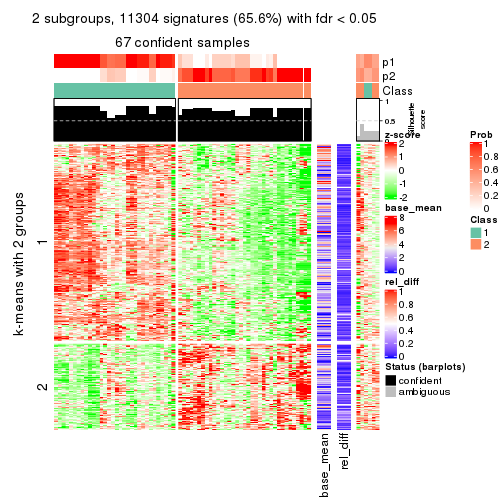 2 subgroups, 11304 signatures (65.6%) with fdr < 0.05
67 confident samples
p1
p2
Class
1
0.5
0
Silhouette
score
k-means with 2 groups
1
2
z-score
2
1
0
-1
-2
base_mean
8
6
4
2
0
rel_diff
1
0.8
0.6
0.4
0.2
0
Status (barplots)
confident
ambiguous
Prob
1
0.8
0.6
0.4
0.2
0
Class
1
2
base_mean
rel_diff